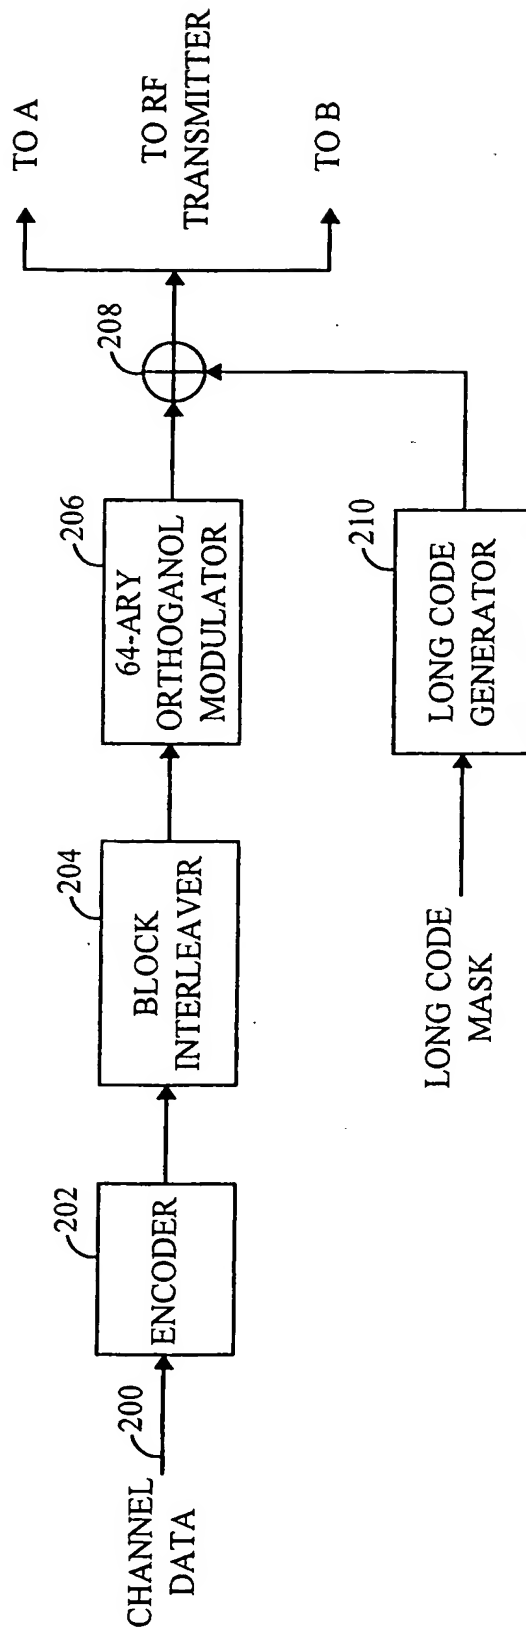 CHANNEL
DATA
200
202
ENCODER
204
BLOCK
INTERLEAVER
206
64-ARY
ORTHOGANOL
MODULATOR
208
TO A
TO RF
TRANSMITTER
TO B
LONG CODE
MASK
210
LONG CODE
GENERATOR